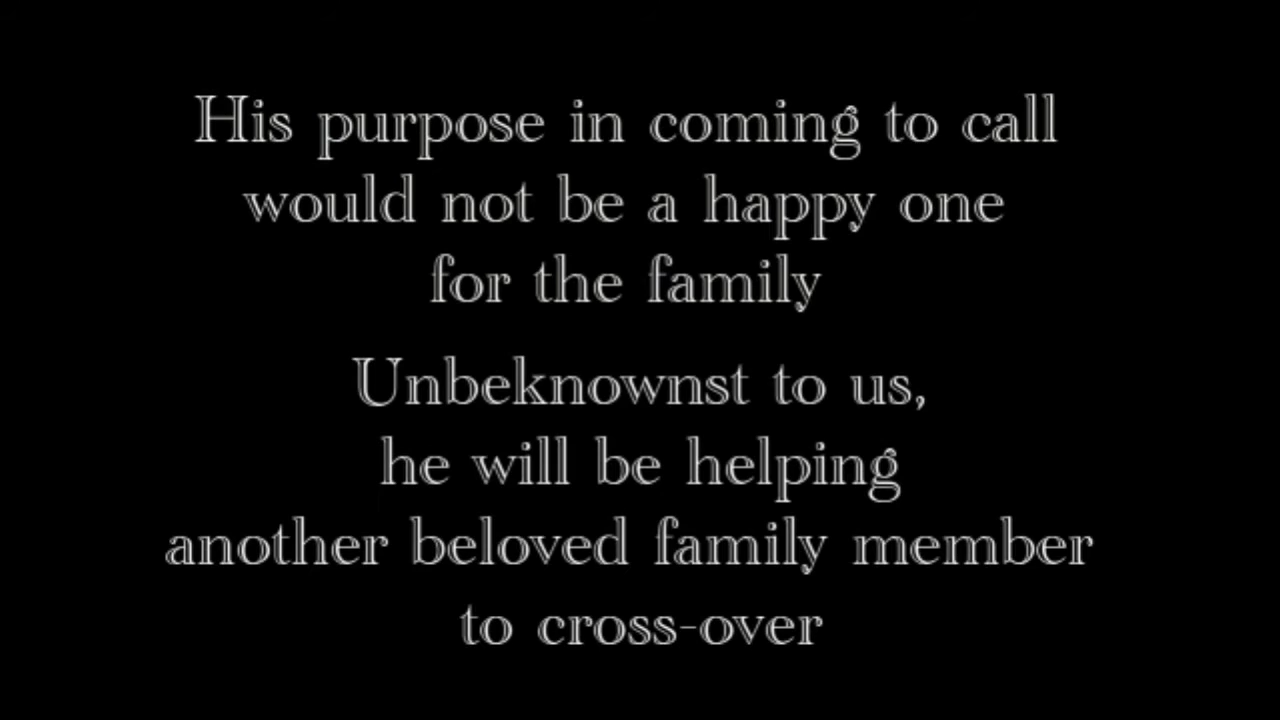 His purpose in coming to call
would not be a happy one
for the family
Unbeknownst to us,
he will be helping
another beloved family member
to cross-over